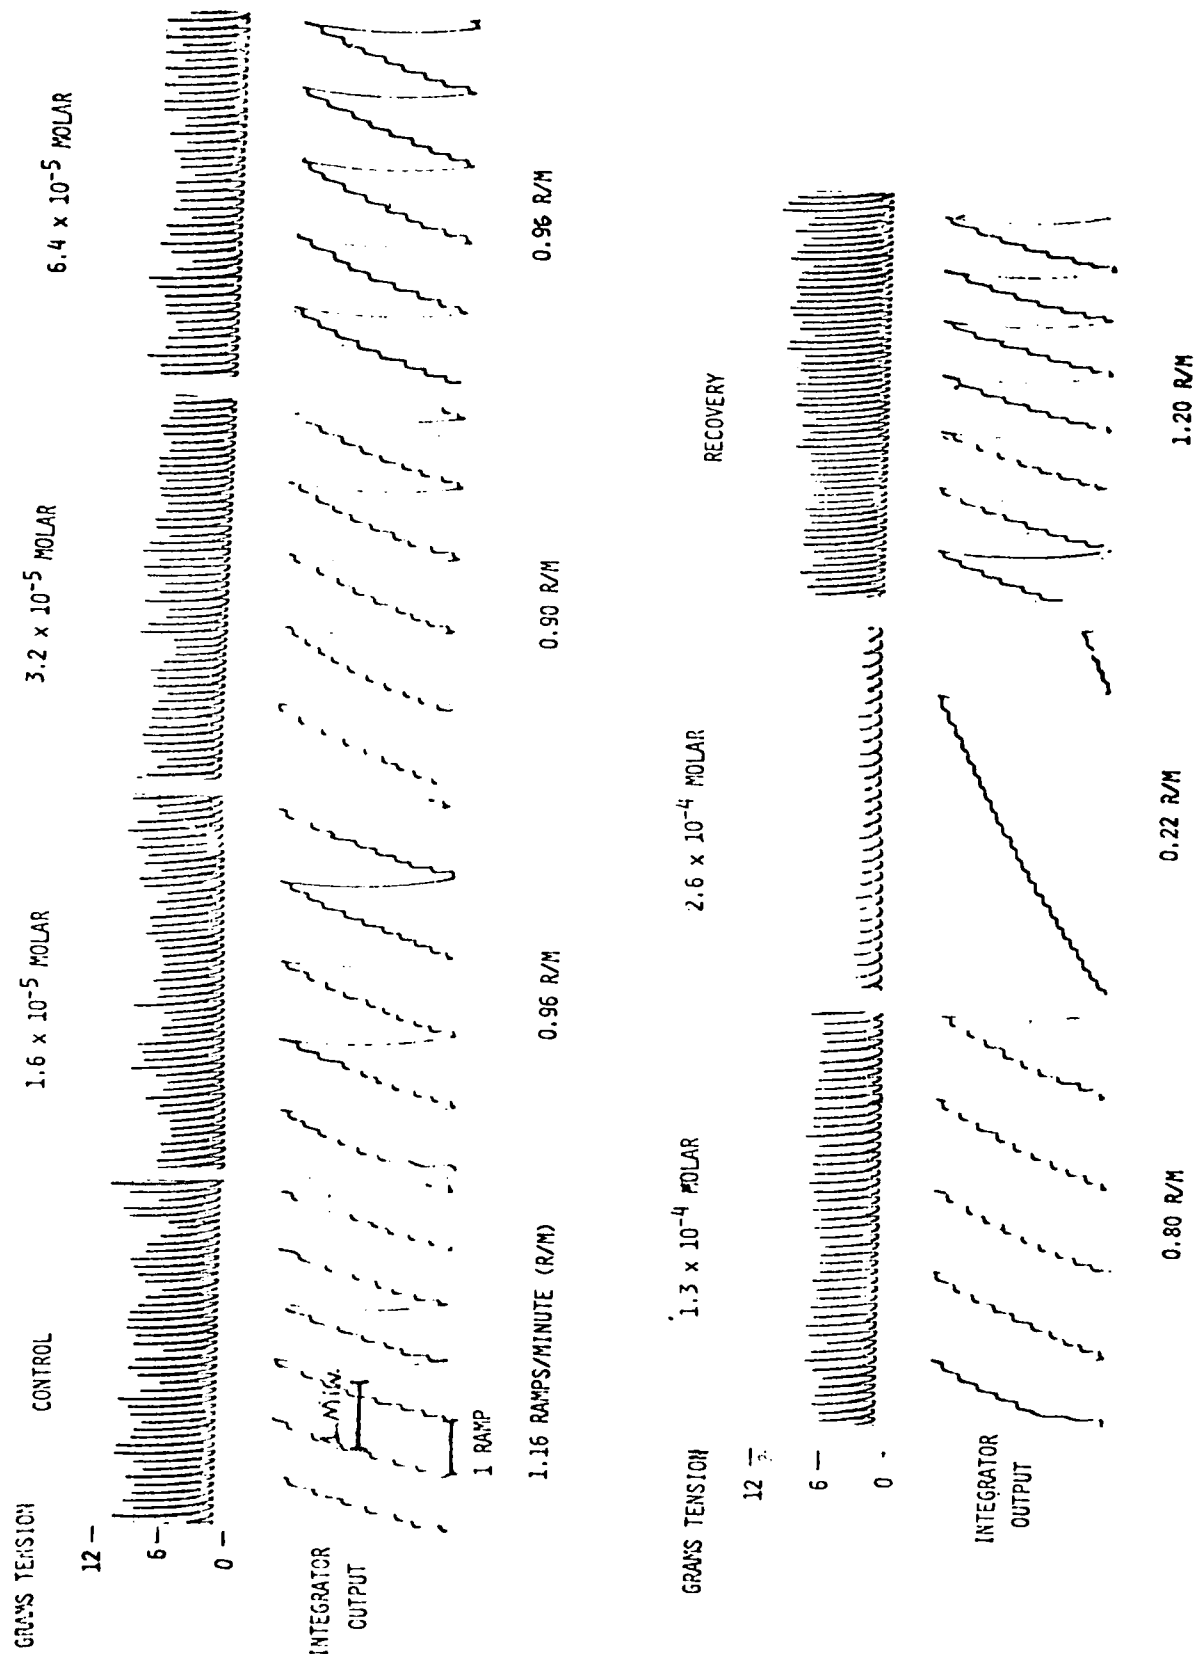 GRAMS TENSION
12
6
0
CONTROL
1.6 x 10⁻⁵ MOLAR
3.2 x 10⁻⁵ MOLAR
6.4 x 10⁻⁵ MOLAR
INTEGRATOR
OUTPUT
1 MIN.
1 RAMP
1.16 RAMPS/MINUTE (R/M)
0.96 R/M
0.90 R/M
0.96 R/M
GRAMS TENSION
12
6
0
1.3 x 10⁻⁴ MOLAR
2.6 x 10⁻⁴ MOLAR
RECOVERY
INTEGRATOR
OUTPUT
0.80 R/M
0.22 R/M
1.20 R/M